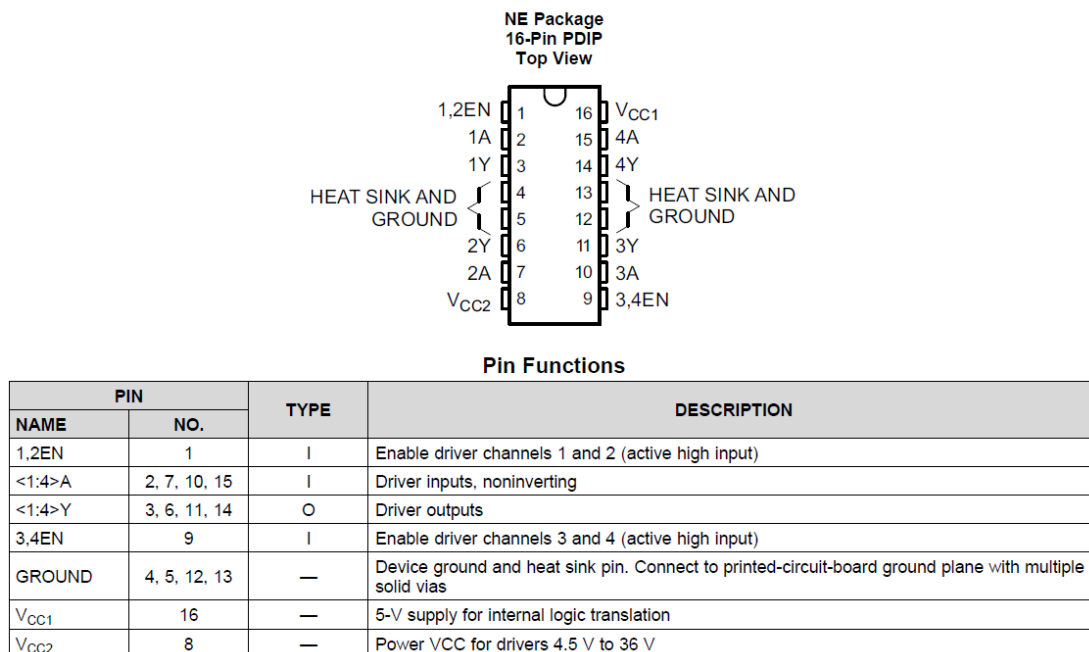 NE Package
16-Pin PDIP
Top View
1,2EN 1 16 VCC1
1A 2 15 4A
1Y 3 14 4Y
HEAT SINK AND 4 13 HEAT SINK AND
GROUND 5 12 GROUND
2Y 6 11 3Y
2A 7 10 3A
VCC2 8 9 3,4EN
Pin Functions
PIN TYPE DESCRIPTION
NAME NO.
1,2EN 1 I Enable driver channels 1 and 2 (active high input)
<1:4>A 2, 7, 10, 15 I Driver inputs, noninverting
<1:4>Y 3, 6, 11, 14 O Driver outputs
3,4EN 9 I Enable driver channels 3 and 4 (active high input)
GROUND 4, 5, 12, 13 — Device ground and heat sink pin. Connect to printed-circuit-board ground plane with multiple
solid vias
VCC1 16 — 5-V supply for internal logic translation
VCC2 8 — Power VCC for drivers 4.5 V to 36 V